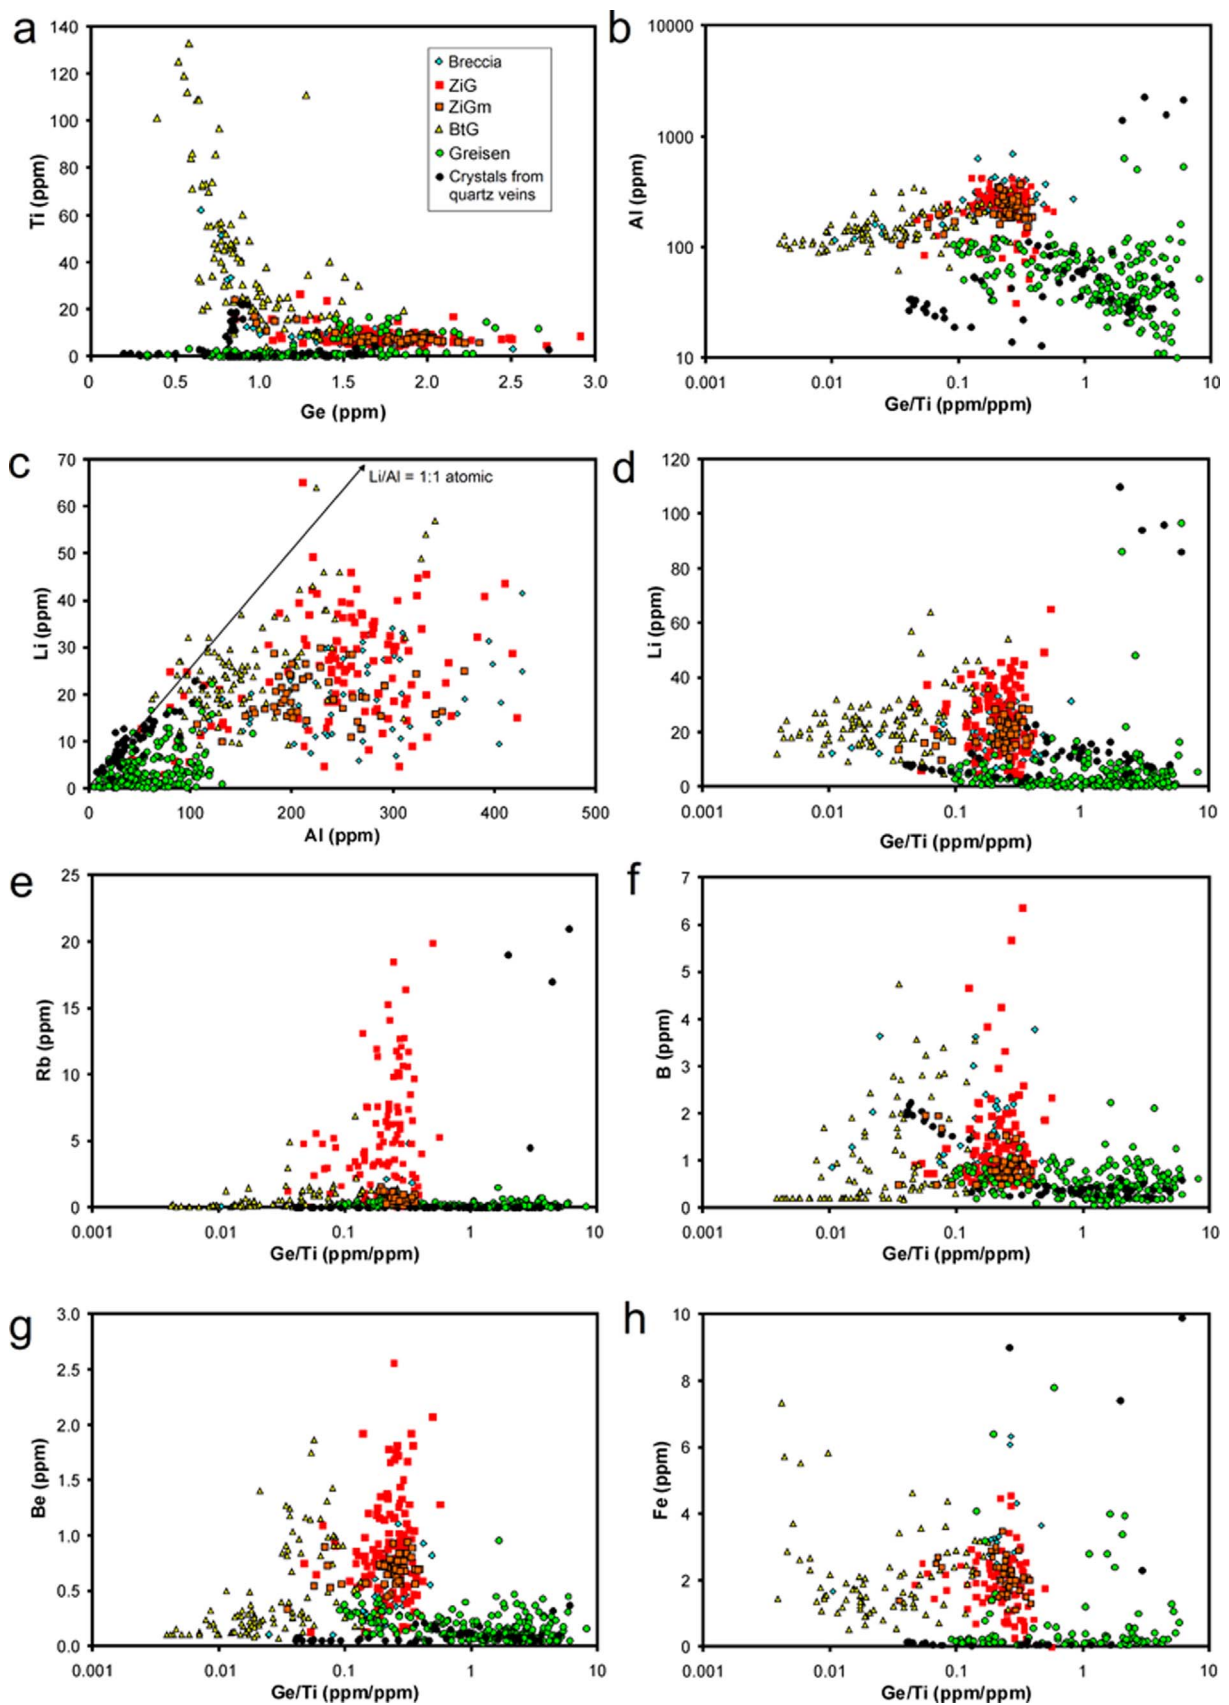 a
140
120
100
80
60
40
20
0
Ti (ppm)
0 0.5 1.0 1.5 2.0 2.5 3.0
Ge (ppm)
Breccia
ZiG
ZiGm
BtG
Greisen
Crystals from
quartz veins
b
10000
1000
100
10
Al (ppm)
0.001 0.01 0.1 1 10
Ge/Ti (ppm/ppm)
c
70
60
50
40
30
20
10
0
Li (ppm)
Li/Al = 1:1 atomic
0 100 200 300 400 500
Al (ppm)
d
120
100
80
60
40
20
0
Li (ppm)
0.001 0.01 0.1 1 10
Ge/Ti (ppm/ppm)
e
25
20
15
10
5
0
Rb (ppm)
0.001 0.01 0.1 1 10
Ge/Ti (ppm/ppm)
f
7
6
5
4
3
2
1
0
B (ppm)
0.001 0.01 0.1 1 10
Ge/Ti (ppm/ppm)
g
3.0
2.5
2.0
1.5
1.0
0.5
0.0
Be (ppm)
0.001 0.01 0.1 1 10
Ge/Ti (ppm/ppm)
h
10
8
6
4
2
0
Fe (ppm)
0.001 0.01 0.1 1 10
Ge/Ti (ppm/ppm)